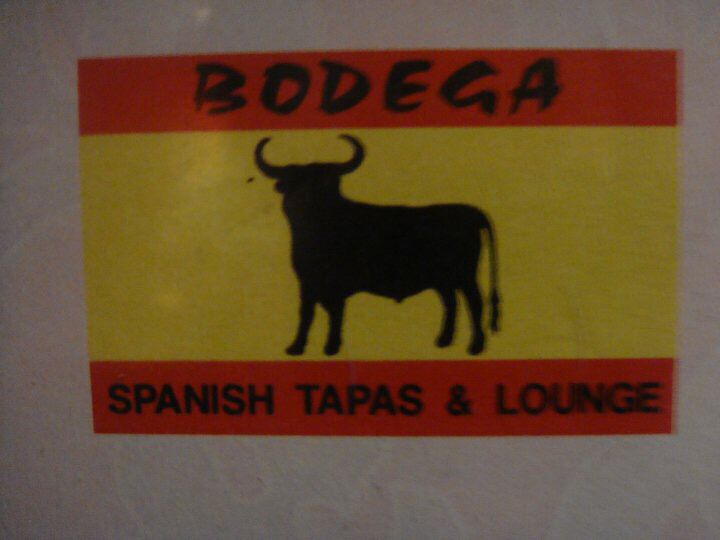 BODEGA
SPANISH TAPAS & LOUNGE